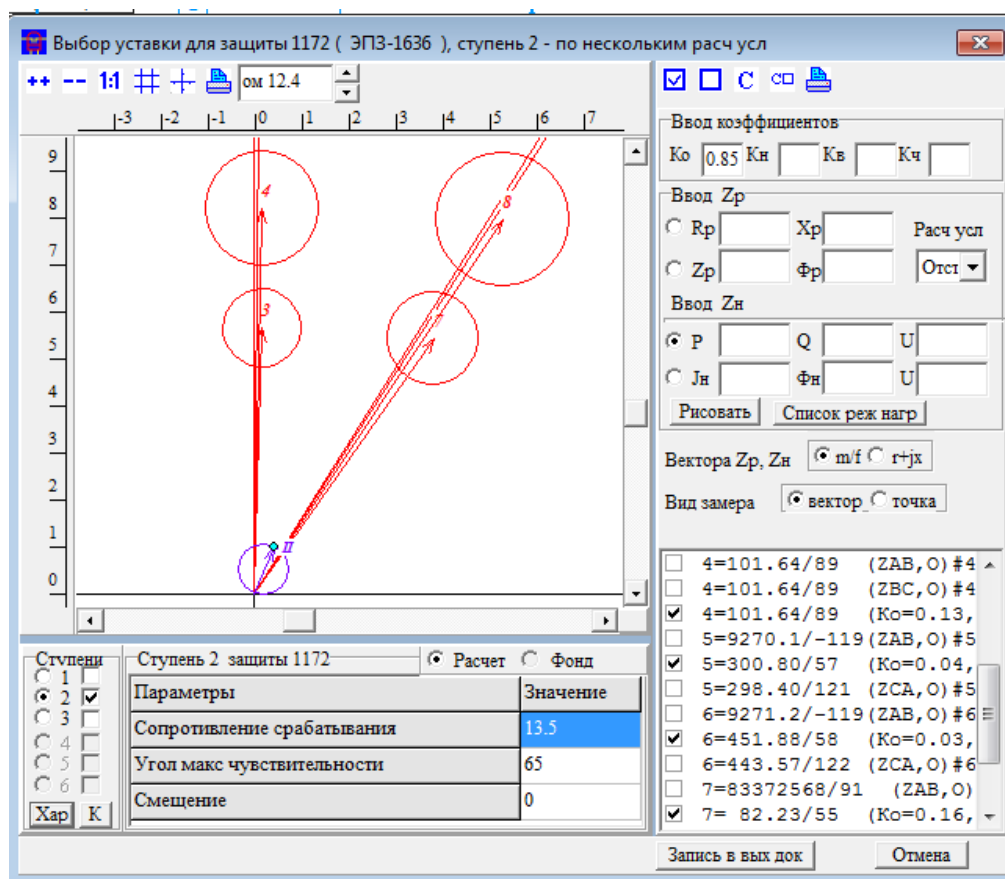 Выбор уставки для защиты 1172 ( ЭПЗ-1636 ), ступень 2 - по нескольким расч усл
++ -- 1:1 ом 12.4
-3 -2 -1 0 1 2 3 4 5 6 7
9
8
7
6
5
4
3
2
1
0
4
8
3
7
II
С
Ввод коэффициентов
Ко 0.85 Кн Кв Кч
Ввод Zр
Rр Хр Расч усл
Zр Фр Отст
Ввод Zн
P Q U
Jн Фн U
Рисовать Список реж нагр
Вектора Zр, Zн m/f r+jx
Вид замера вектор точка
4=101.64/89 (ZAB,O)#4
4=101.64/89 (ZBC,O)#4
4=101.64/89 (Ko=0.13,
5=9270.1/-119(ZAB,O)#5
5=300.80/57 (Ko=0.04,
5=298.40/121 (ZCA,O)#5
6=9271.2/-119(ZAB,O)#6
6=451.88/58 (Ko=0.03,
6=443.57/122 (ZCA,O)#6
7=83372568/91 (ZAB,O)
7= 82.23/55 (Ko=0.16,
Ступени
1
2
3
4
5
6
Хар К
Ступень 2 защиты 1172 Расчет Фонд
Параметры Значение
Сопротивление срабатывания 13.5
Угол макс чувствительности 65
Смещение 0
Запись в вых док Отмена